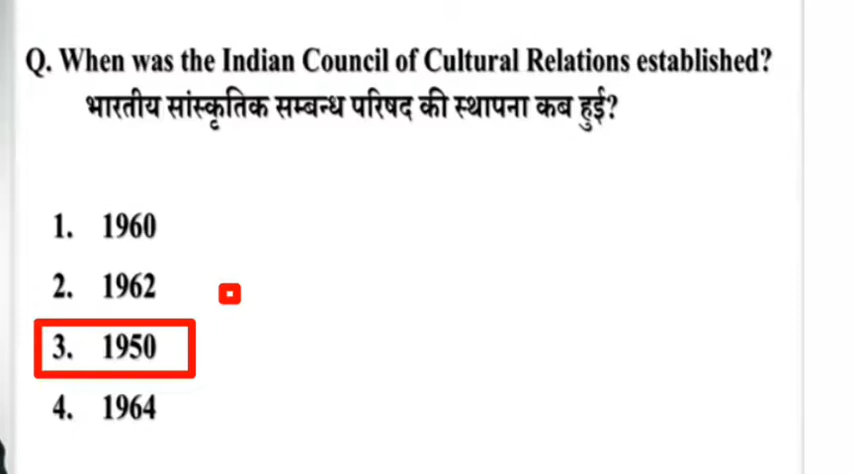 Q. When was the Indian Council of Cultural Relations established?
भारतीय सांस्कृतिक सम्बन्ध परिषद की स्थापना कब हुई?
1. 1960
2. 1962
3. 1950
4. 1964